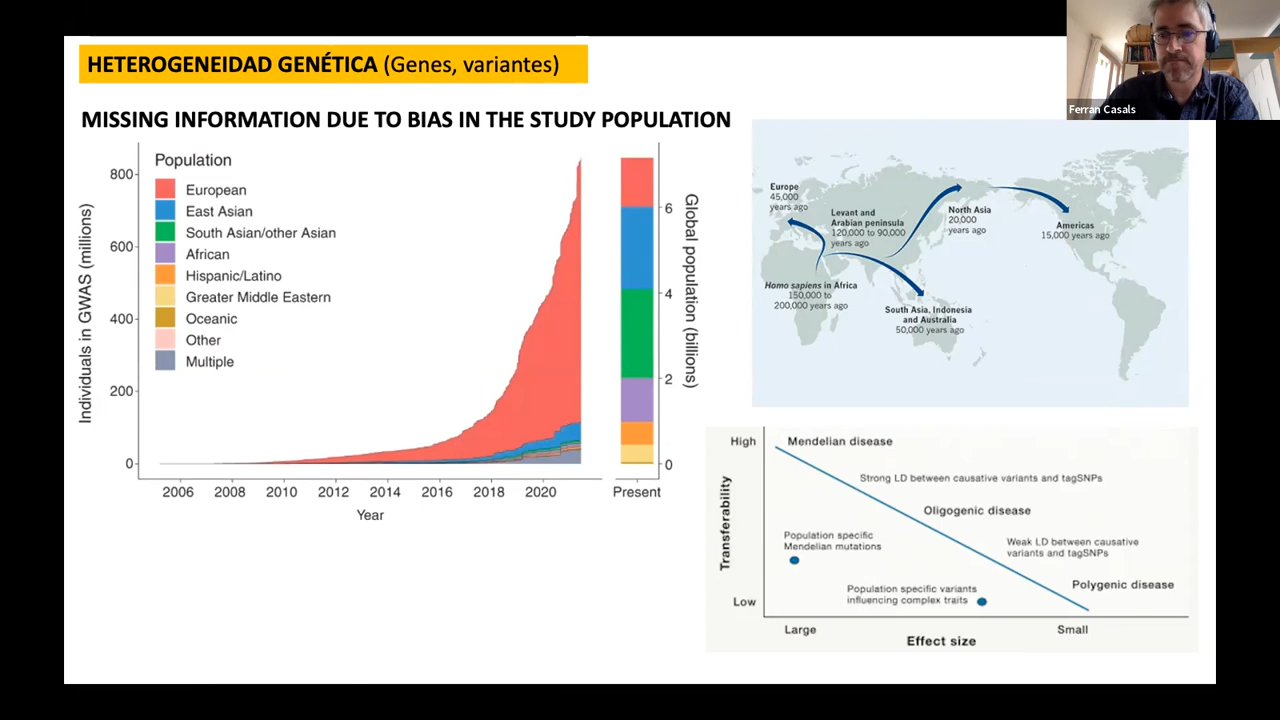 HETEROGENEIDAD GENÉTICA (Genes, variantes)
Ferran Casals
MISSING INFORMATION DUE TO BIAS IN THE STUDY POPULATION
Population
European
East Asian
South Asian/other Asian
African
Hispanic/Latino
Greater Middle Eastern
Oceanic
Other
Multiple
Individuals in GWAS (millions)
800
600
400
200
0
2006 2008 2010 2012 2014 2016 2018 2020
Year
6
4
2
0
Present
Global population (billions)
Europe
45,000
years ago
Levant and
Arabian peninsula
120,000 to 90,000
years ago
North Asia
20,000
years ago
Americas
15,000 years ago
Homo sapiens in Africa
150,000 to
200,000 years ago
South Asia, Indonesia
and Australia
50,000 years ago
High
Mendelian disease
Strong LD between causative variants and tagSNPs
Oligogenic disease
Population specific
Mendelian mutations
Weak LD between causative
variants and tagSNPs
Polygenic disease
Population specific variants
influencing complex traits
Transferability
Low
Large
Small
Effect size